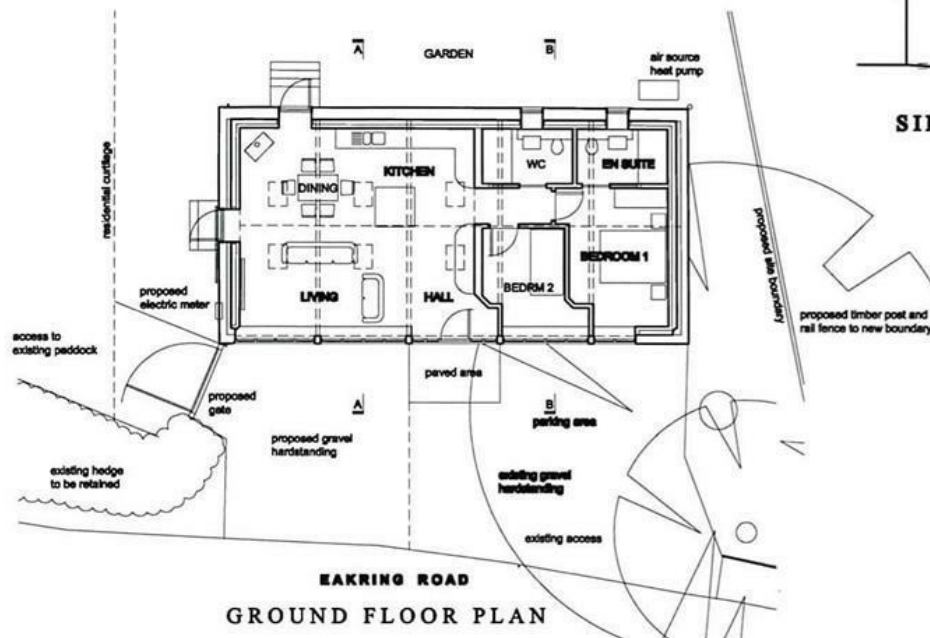 A
B
GARDEN
air source
heat pump
residential curtilage
WC
EN SUITE
KITCHEN
DINING
BEDROOM 1
BEDRM 2
LIVING
HALL
proposed
electric meter
proposed site boundary
proposed timber post and
rail fence to new boundary
access to
existing paddock
proposed
gate
paved area
A
B
parking area
proposed gravel
hardstanding
existing hedge
to be retained
existing gravel
hardstanding
existing access
EAKRING ROAD
GROUND FLOOR PLAN